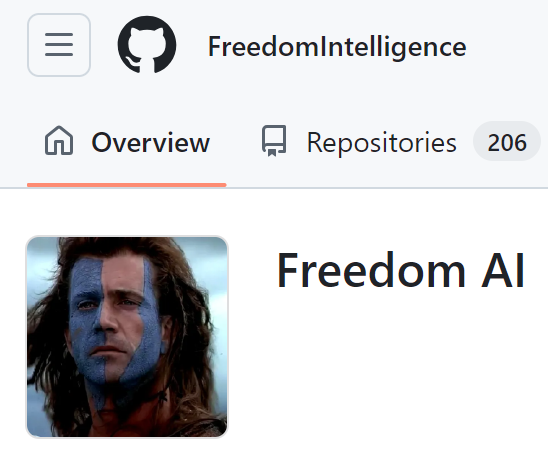 FreedomIntelligence
Overview Repositories 206
Freedom AI